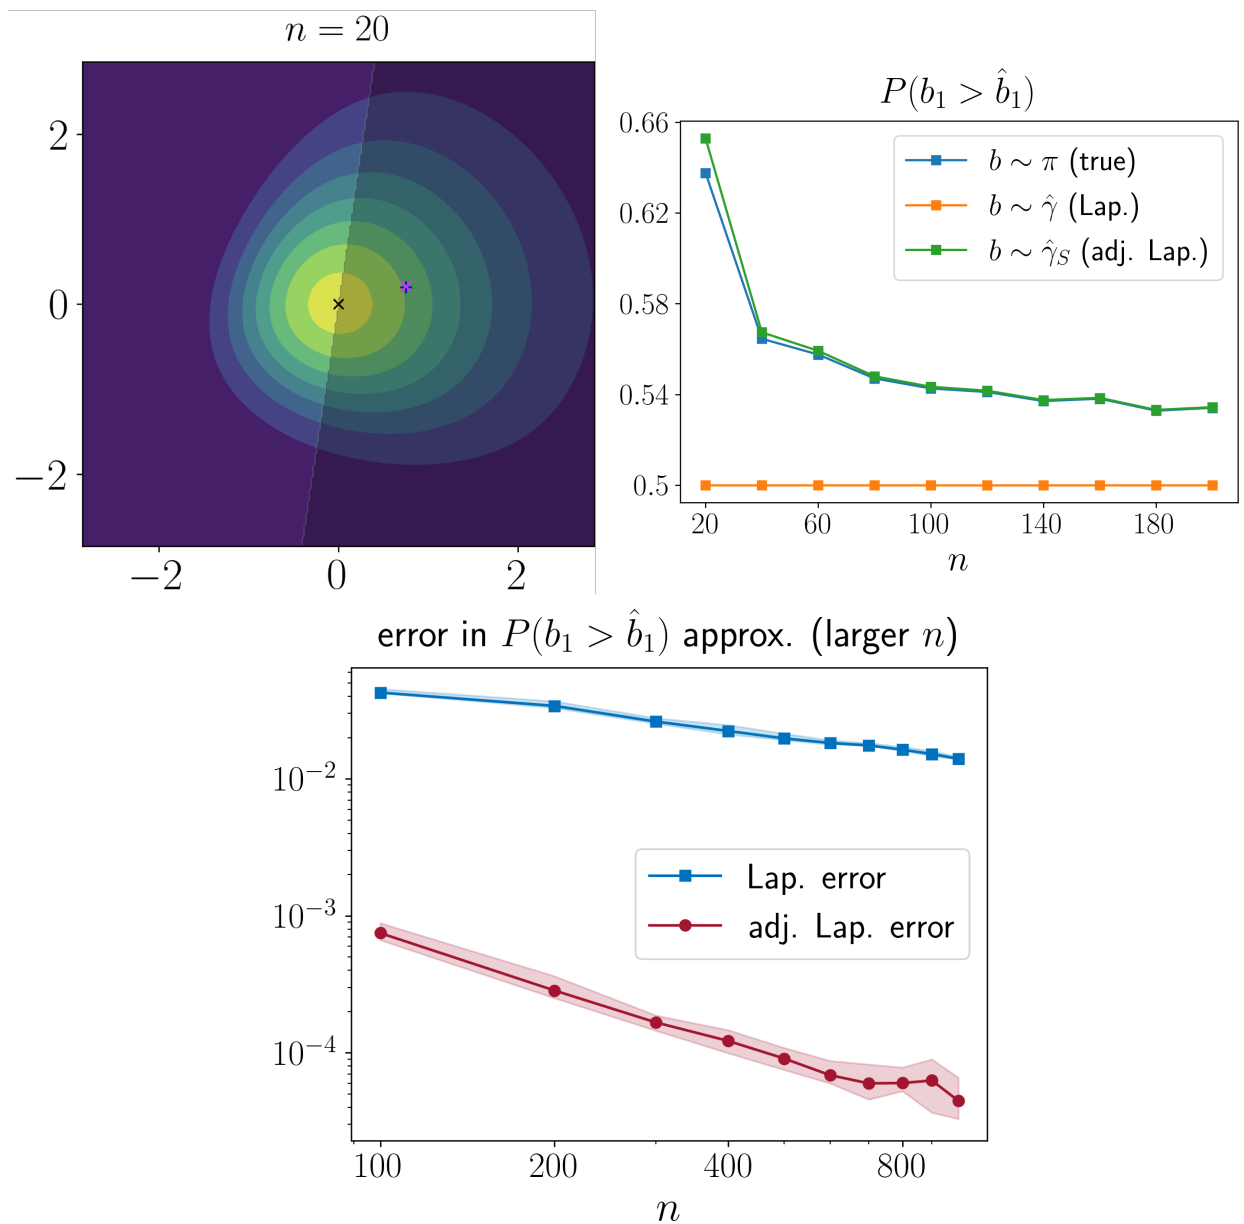 n = 20
2
0
−2
−2
0
2
P(b₁ > b̂₁)
0.66
0.62
0.58
0.54
0.5
b ∼ π (true)
b ∼ γ̂ (Lap.)
b ∼ γ̂_S (adj. Lap.)
20
60
100
140
180
n
error in P(b₁ > b̂₁) approx. (larger n)
10⁻²
10⁻³
10⁻⁴
Lap. error
adj. Lap. error
100
200
400
800
n